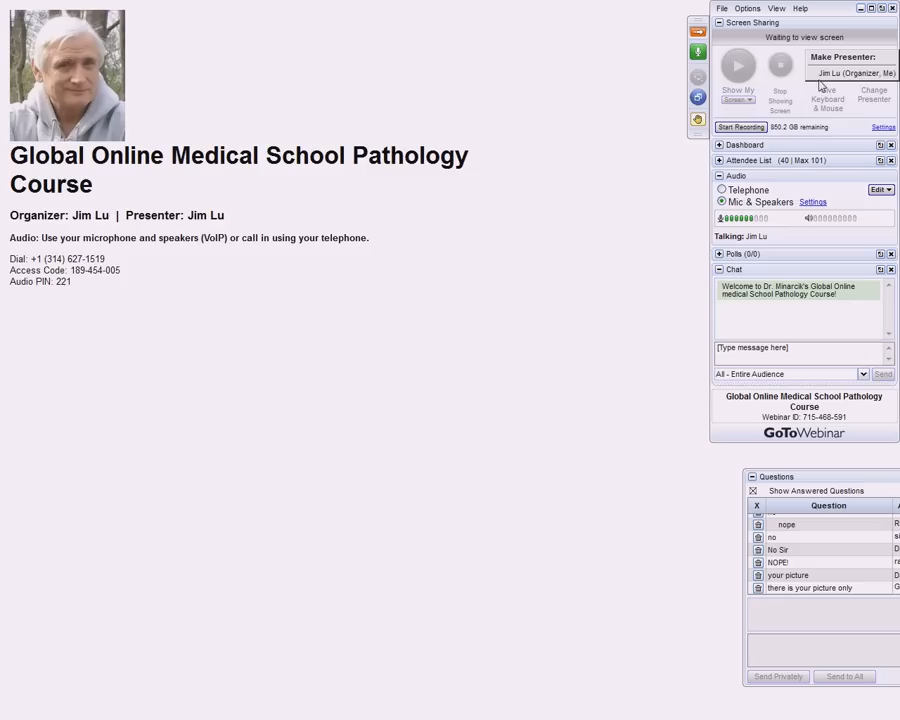 Global Online Medical School Pathology
Course
Organizer: Jim Lu | Presenter: Jim Lu
Audio: Use your microphone and speakers (VoIP) or call in using your telephone.
Dial: +1 (314) 627-1519
Access Code: 189-454-005
Audio PIN: 221
File Options View Help
Screen Sharing
Waiting to view screen
Make Presenter:
Jim Lu (Organizer, Me)
Show My
Screen
Stop
Showing
Screen
Keyboard
& Mouse
Change
Presenter
Start Recording 850.2 GB remaining Settings
Dashboard
Attendee List (40 | Max 101)
Audio
Telephone Edit
Mic & Speakers Settings
Talking: Jim Lu
Polls (0/0)
Chat
Welcome to Dr. Minarcik's Global Online
medical School Pathology Course!
[Type message here]
All - Entire Audience Send
Global Online Medical School Pathology
Course
Webinar ID: 715-468-591
GoToWebinar
Questions
Show Answered Questions
X Question
nope
no
No Sir
NOPE!
your picture
there is your picture only
Send Privately Send to All